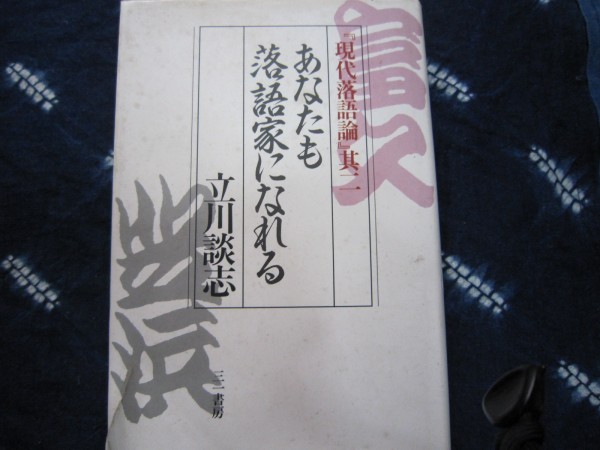 『現代落語論』其二
あなたも
落語家になれる
立川談志
三一書房